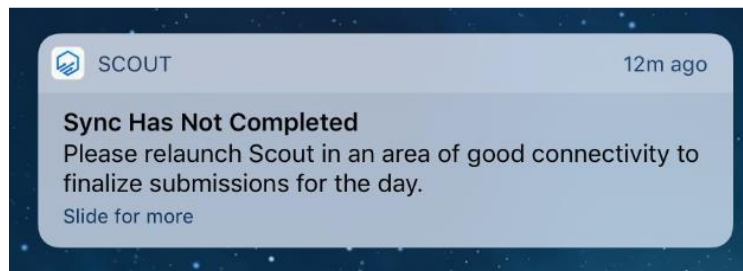 SCOUT 12m ago
Sync Has Not Completed
Please relaunch Scout in an area of good connectivity to
finalize submissions for the day.
Slide for more